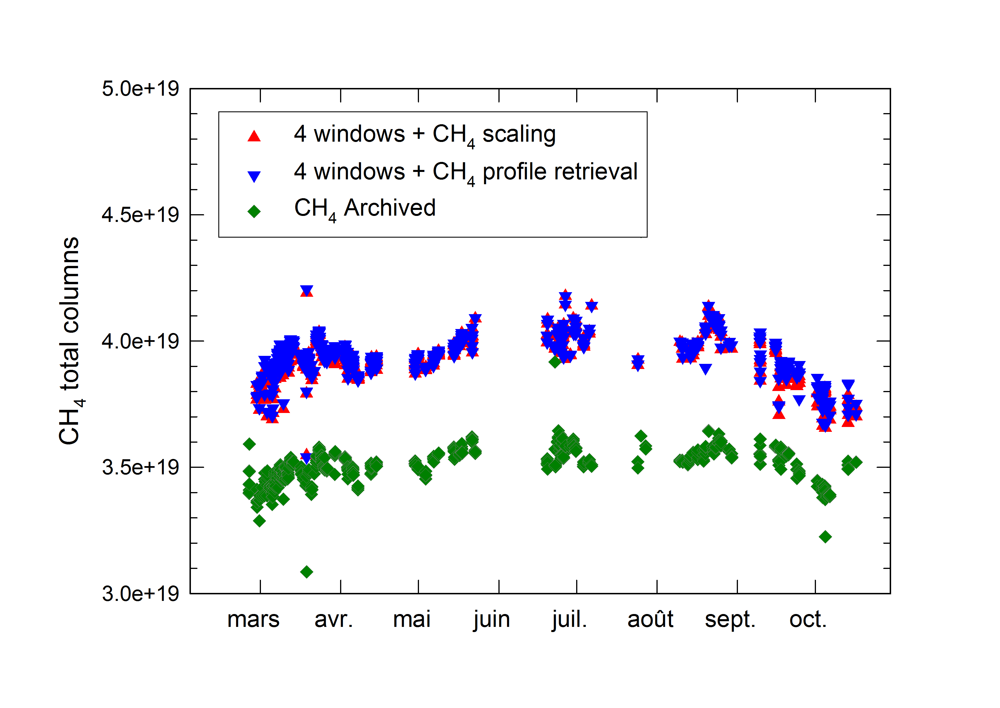 5.0e+19
4 windows + CH₄ scaling
4 windows + CH₄ profile retrieval
CH₄ Archived
4.5e+19
4.0e+19
3.5e+19
3.0e+19
CH₄ total columns
mars avr. mai juin juil. août sept. oct.